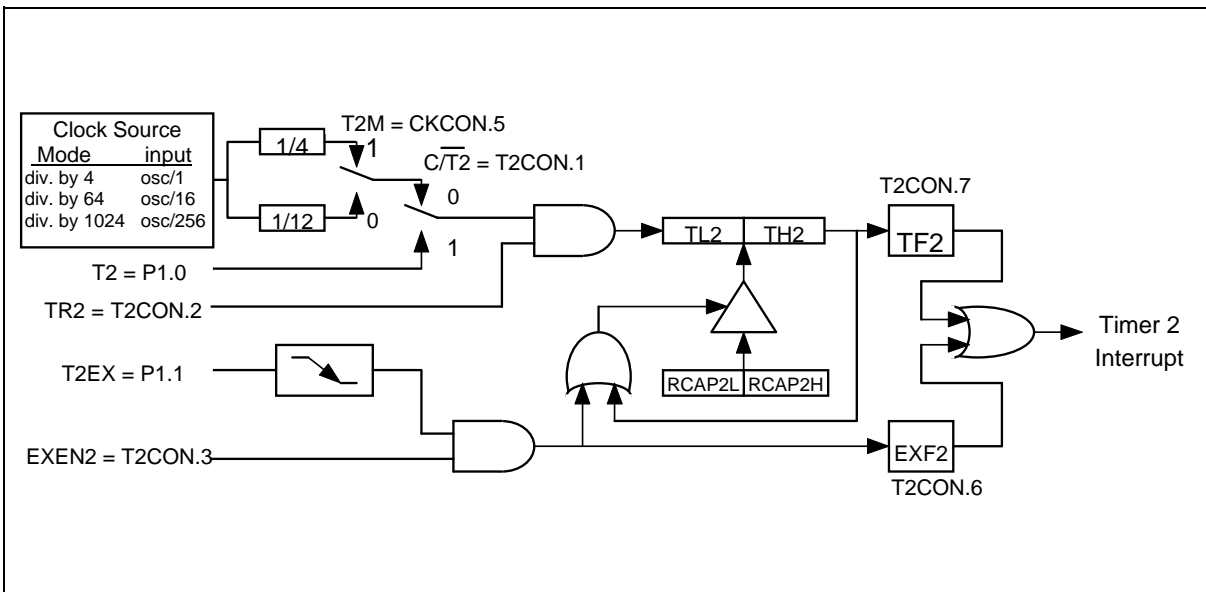 Clock Source
Mode input
div. by 4 osc/1
div. by 64 osc/16
div. by 1024 osc/256
1/4
1/12
T2M = CKCON.5
1
0
C/T2 = T2CON.1
0
1
T2 = P1.0
TR2 = T2CON.2
T2EX = P1.1
EXEN2 = T2CON.3
TL2 TH2
RCAP2L RCAP2H
T2CON.7
TF2
EXF2
T2CON.6
Timer 2
Interrupt